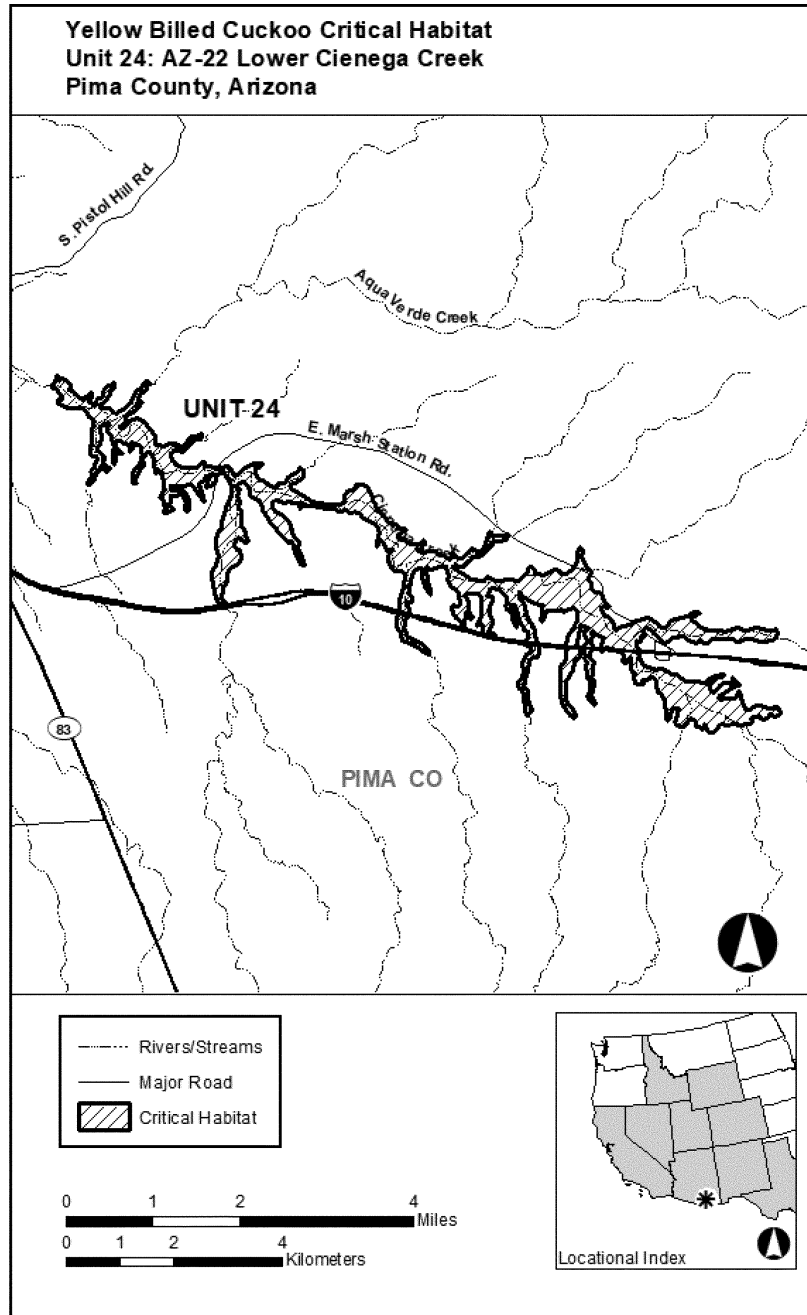 Yellow Billed Cuckoo Critical Habitat
Unit 24: AZ-22 Lower Cienega Creek
Pima County, Arizona
S. Pistol Hill Rd.
Aqua Verde Creek
UNIT 24
E. Marsh Station Rd.
Cienega Creek
10
83
PIMA CO
Rivers/Streams
Major Road
Critical Habitat
0 1 2 4
Miles
0 1 2 4
Kilometers
Locational Index